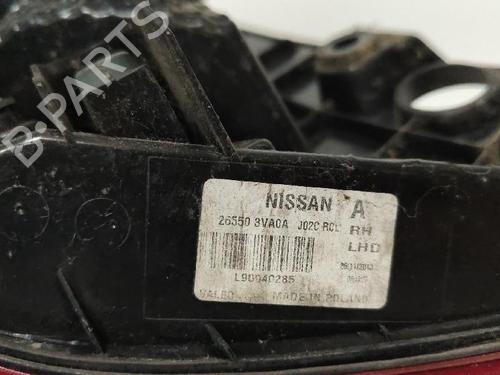 B·PARTS
NISSAN A
26550 3VA0A J02C RCL RH
LHD
L90040285
VALEO MADE IN POLAND